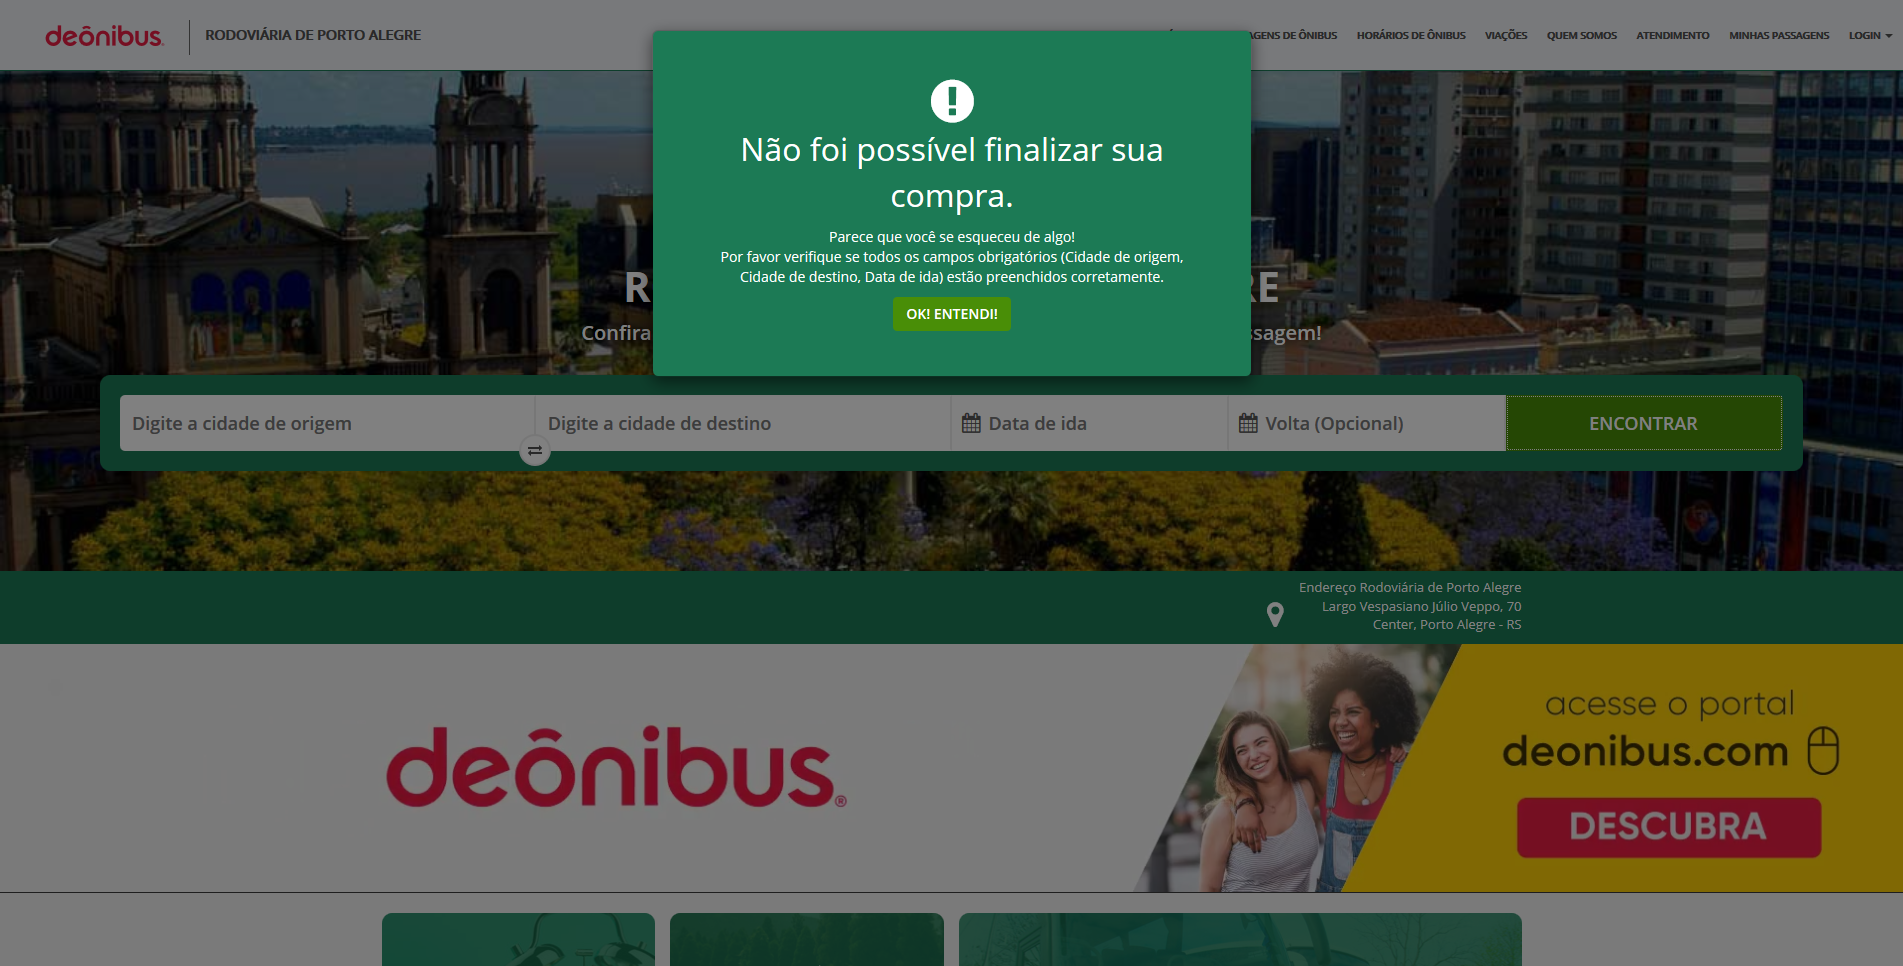 deônibus.
RODOVIÁRIA DE PORTO ALEGRE
AGENS DE ÔNIBUS
HORÁRIOS DE ÔNIBUS
VIAÇÕES
QUEM SOMOS
ATENDIMENTO
MINHAS PASSAGENS
LOGIN
Não foi possível finalizar sua
compra.
Parece que você se esqueceu de algo!
Por favor verifique se todos os campos obrigatórios (Cidade de origem,
Cidade de destino, Data de ida) estão preenchidos corretamente.
OK! ENTENDI!
R
RE
Confira
ssagem!
Digite a cidade de origem
Digite a cidade de destino
Data de ida
Volta (Opcional)
ENCONTRAR
Endereço Rodoviária de Porto Alegre
Largo Vespasiano Júlio Veppo, 70
Center, Porto Alegre - RS
deônibus®
acesse o portal
deonibus.com
DESCUBRA